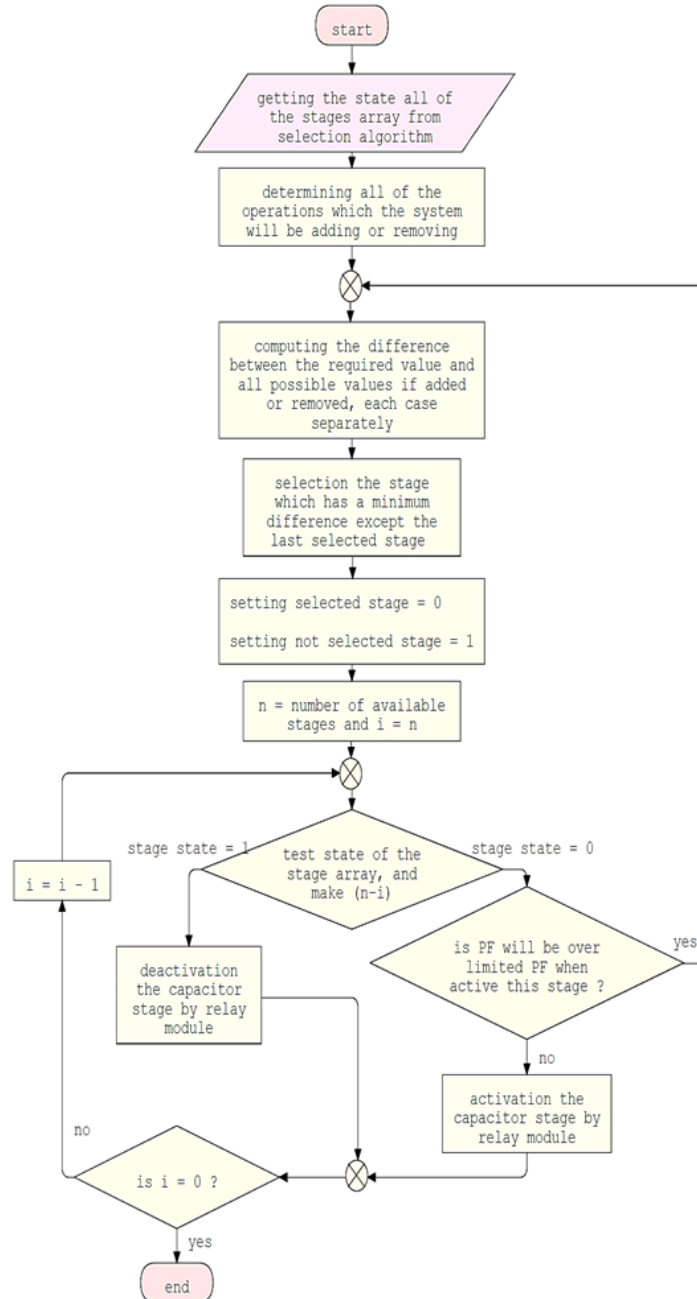 start
getting the state all of
the stages array from
selection algorithm
determining all of the
operations which the system
will be adding or removing
computing the difference
between the required value and
all possible values if added
or removed, each case
separately
selection the stage
which has a minimum
difference except the
last selected stage
setting selected stage = 0
setting not selected stage = 1
n = number of available
stages and i = n
stage state = 1
stage state = 0
test state of the
stage array, and
make (n-i)
i = i - 1
is PF will be over
limited PF when
active this stage ?
yes
deactivation
the capacitor
stage by relay
module
no
activation the
capacitor stage by
relay module
no
is i = 0 ?
yes
end